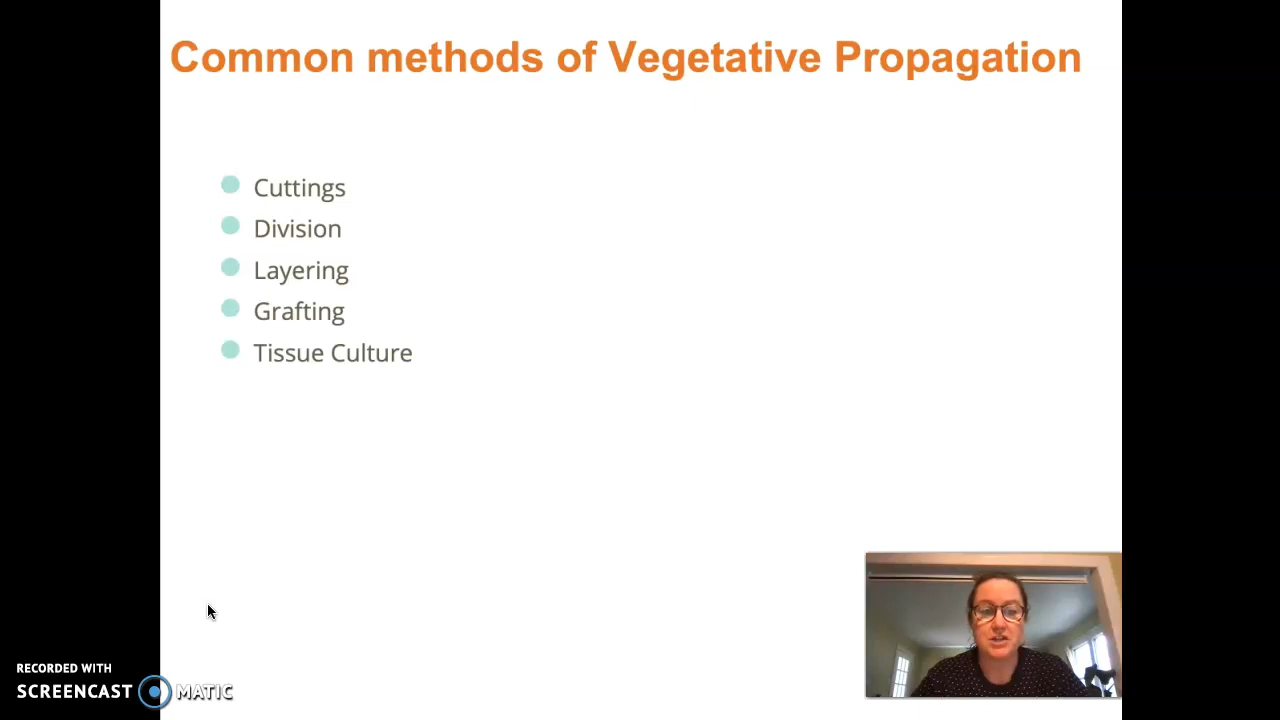 Common methods of Vegetative Propagation
Cuttings
Division
Layering
Grafting
Tissue Culture
RECORDED WITH
SCREENCAST MATIC